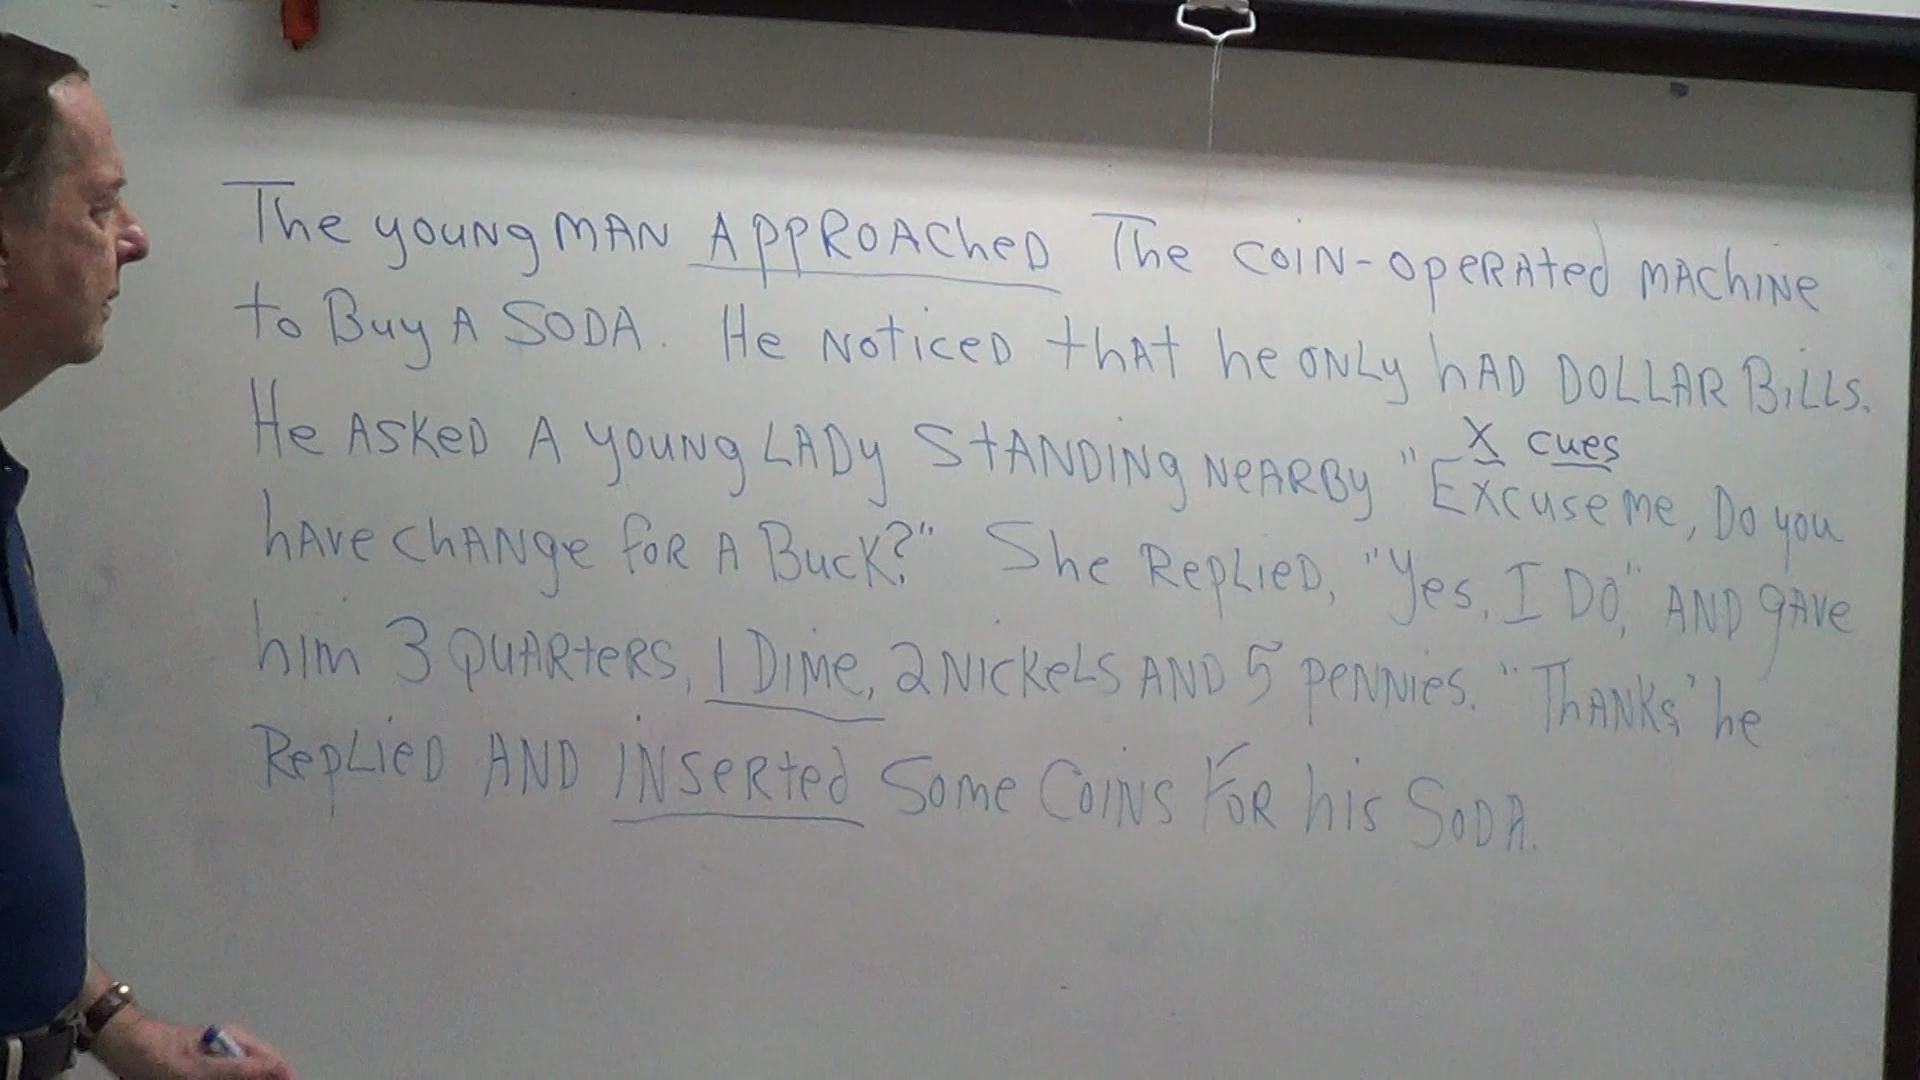 The young MAN APPROACHED The COIN-OPERATED MACHINE
to Buy A SODA. He NOTICED thAt he ONLY hAD DOLLAR BiLLS.
X cues
He ASKED A YOUNG LADY STANDING NEARBY "Excuse me, Do you
hAve ChANge foR A Buck?" She RepLieD, "Yes, I DO," AND gAve
him 3 QUARTERS, 1 DIME, 2 NickeLS AND 5 PENNies. "ThANKS" he
RepLieD AND INSeRted Some CoiNS FOR his SODA.